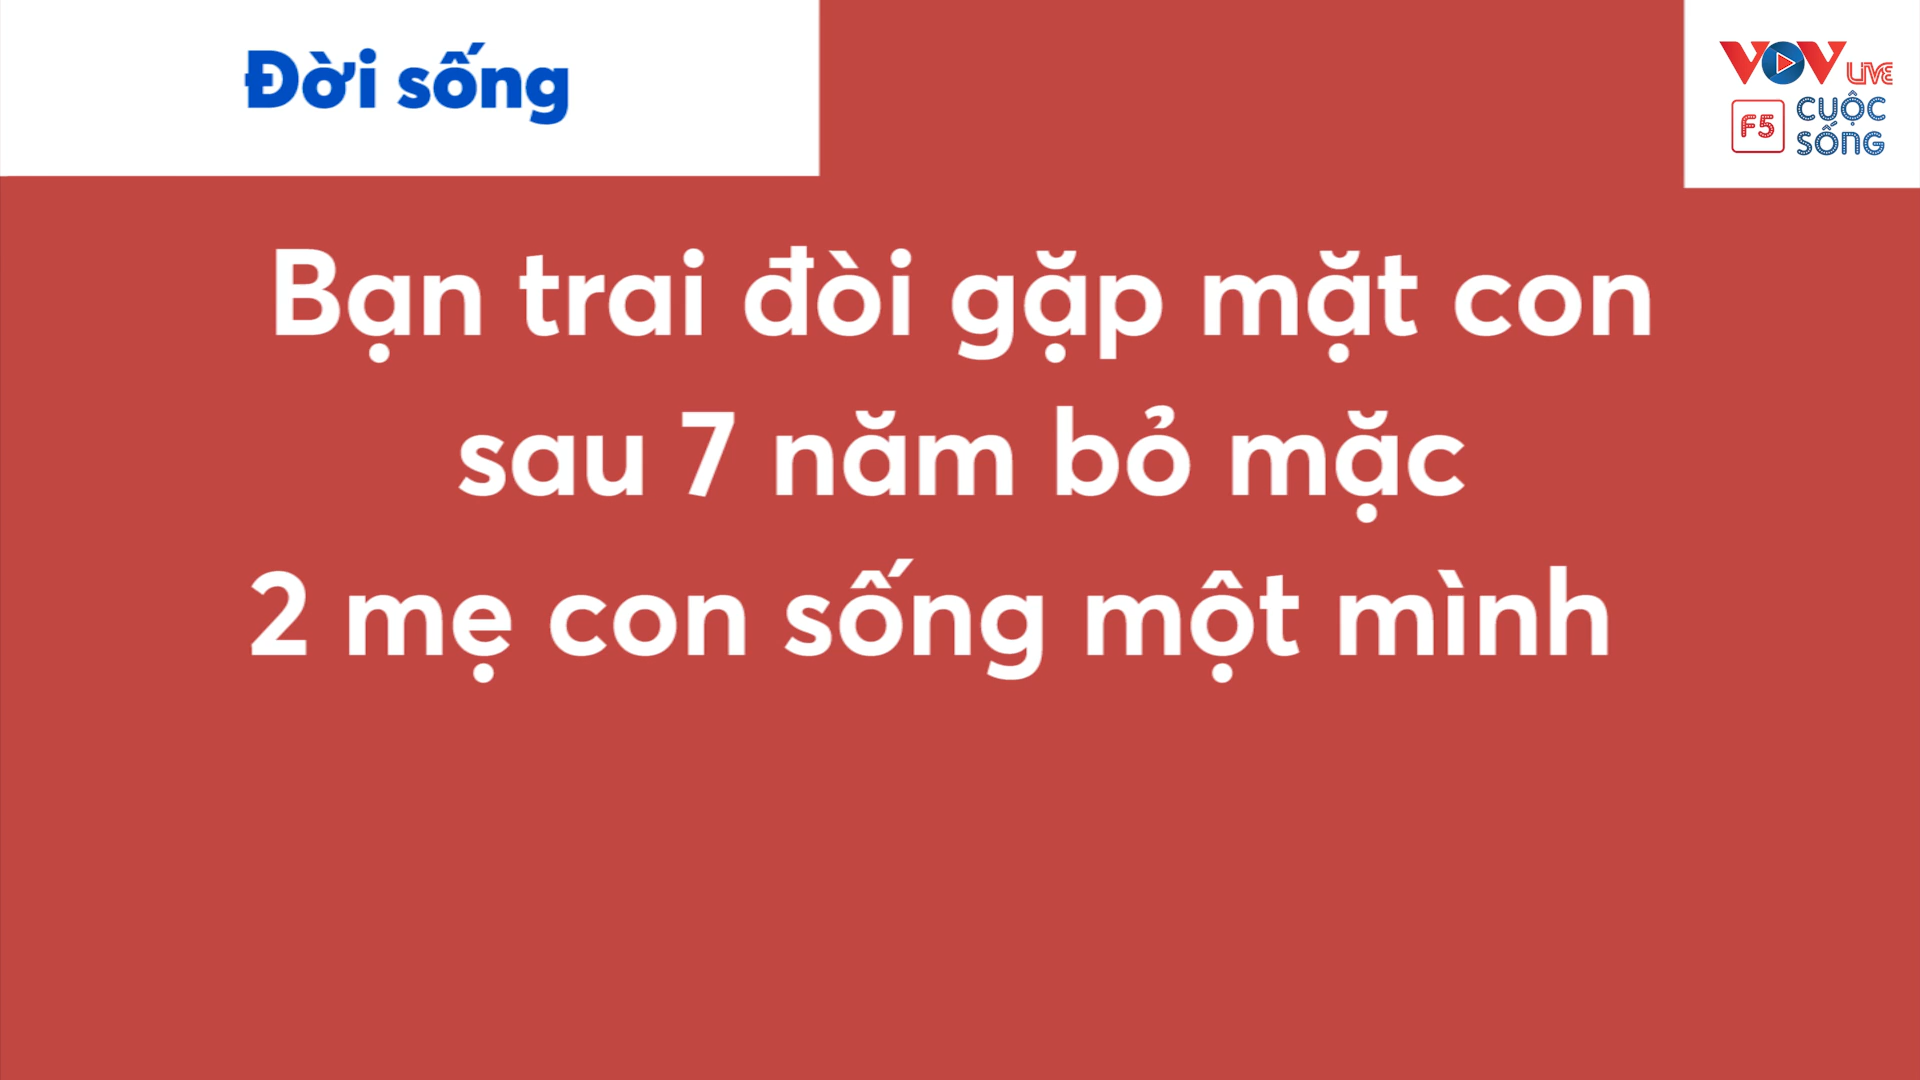 Đời sống
VOV LIVE
F5 CUỘC SỐNG
Bạn trai đòi gặp mặt con
sau 7 năm bỏ mặc
2 mẹ con sống một mình